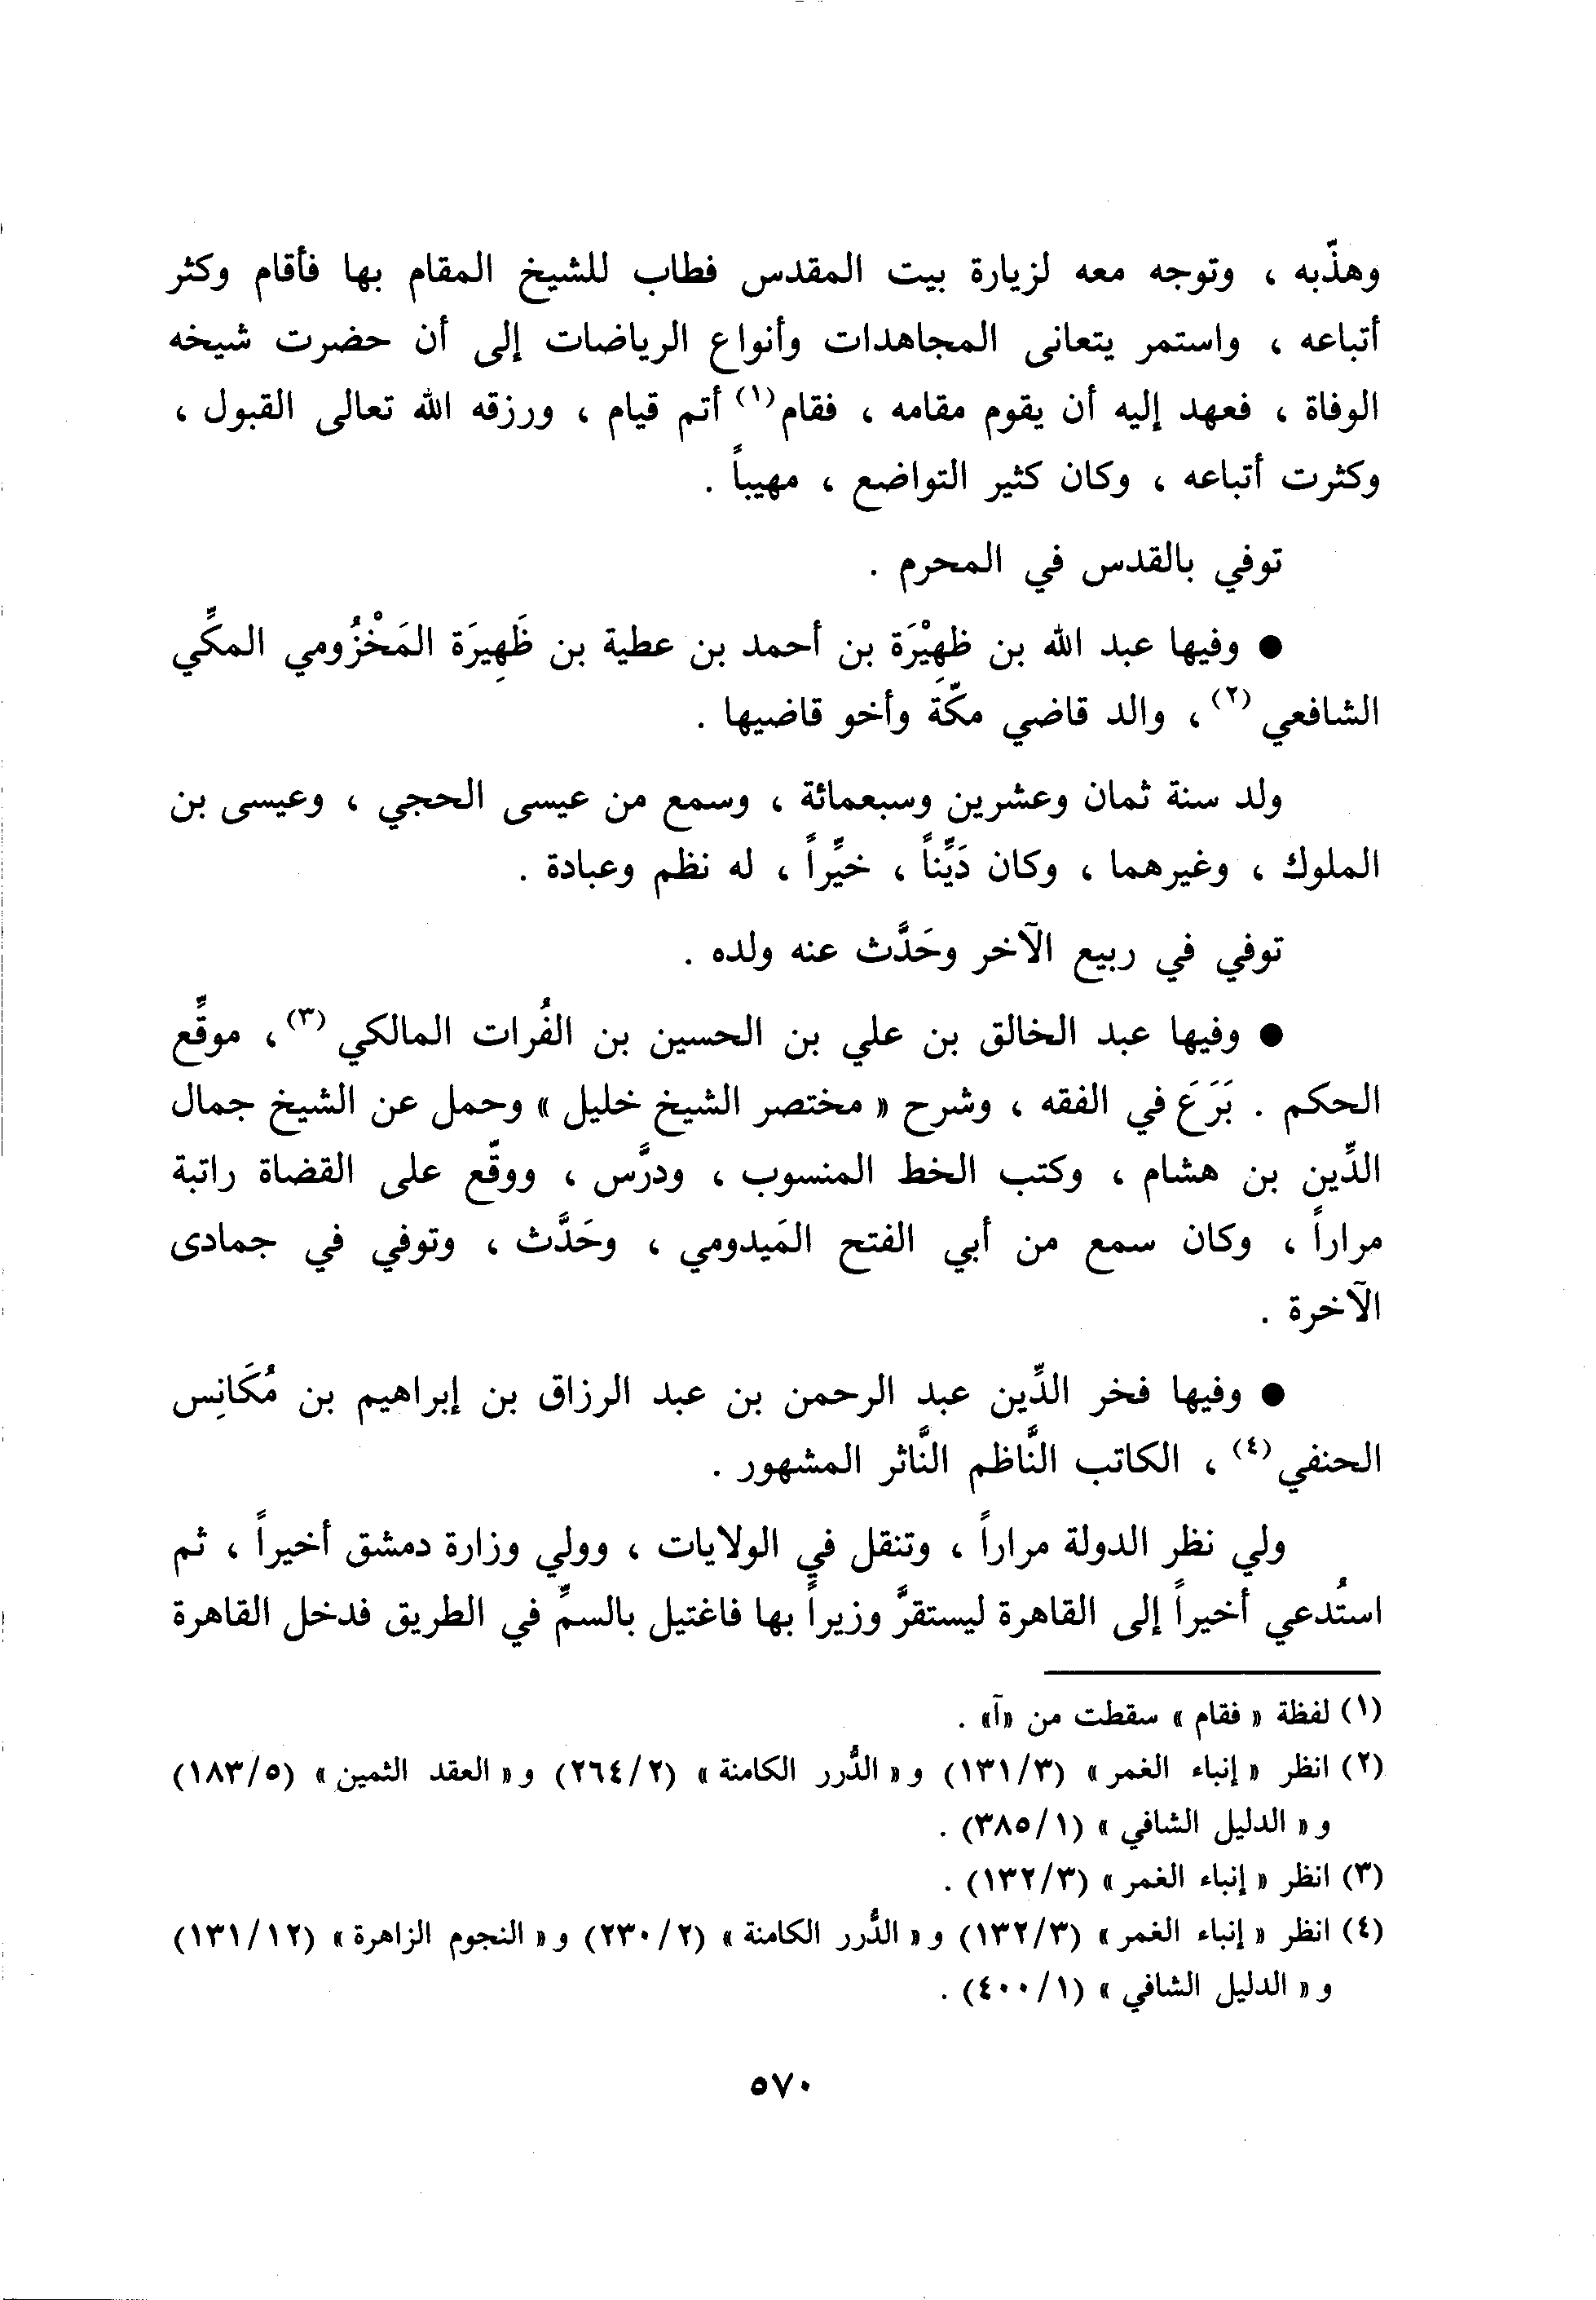 وهذّبه ، وتوجه معه لزيارة بيت المقدس فطاب للشيخ المقام بها فأقام وكثر
أتباعه ، واستمر يتعانى المجاهدات وأنواع الرياضات إلى أن حضرت شيخه
الوفاة ، فعهد إليه أن يقوم مقامه ، فقام(١) أتم قيام ، ورزقه الله تعالى القبول ،
وكثرت أتباعه ، وكان كثير التواضع ، مهيباً .
توفي بالقدس في المحرم .
● وفيها عبد الله بن ظهِيْرَة بن أحمد بن عطية بن ظَهِيرَة المَخْزُومي المكِّي
الشافعي(٢) ، والد قاضي مكّة وأخو قاضيها .
ولد سنة ثمان وعشرين وسبعمائة ، وسمع من عيسى الحجي ، وعيسى بن
الملوك ، وغيرهما ، وكان دَيِّناً ، خيِّراً ، له نظم وعبادة .
توفي في ربيع الآخر وحَدَّث عنه ولده .
● وفيها عبد الخالق بن علي بن الحسين بن الفُرات المالكي(٣) ، موقِّع
الحكم . بَرَعَ في الفقه ، وشرح « مختصر الشيخ خليل » وحمل عن الشيخ جمال
الدِّين بن هشام ، وكتب الخط المنسوب ، ودرَّس ، ووقّع على القضاة راتبة
مراراً ، وكان سمع من أبي الفتح المَيدومي ، وحَدَّث ، وتوفي في جمادى
الآخرة .
● وفيها فخر الدِّين عبد الرحمن بن عبد الرزاق بن إبراهيم بن مُكَانِس
الحنفي(٤) ، الكاتب النَّاظم النَّاثر المشهور .
ولي نظر الدولة مراراً ، وتنقل في الولايات ، وولي وزارة دمشق أخيراً ، ثم
استُدعي أخيراً إلى القاهرة ليستقرَّ وزيراً بها فاغتيل بالسمِّ في الطريق فدخل القاهرة
(١) لفظة « فقام » سقطت من «آ» .
(٢) انظر « إنباء الغمر » (١٣١/٣) و « الدُّرر الكامنة » (٢٦٤/٢) و « العقد الثمين » (١٨٣/٥)
و « الدليل الشافي » (٣٨٥/١) .
(٣) انظر « إنباء الغمر » (١٣٢/٣) .
(٤) انظر « إنباء الغمر » (١٣٢/٣) و « الدُّرر الكامنة » (٢٣٠/٢) و « النجوم الزاهرة » (١٣١/١٢)
و « الدليل الشافي » (٤٠٠/١) .
٥٧٠